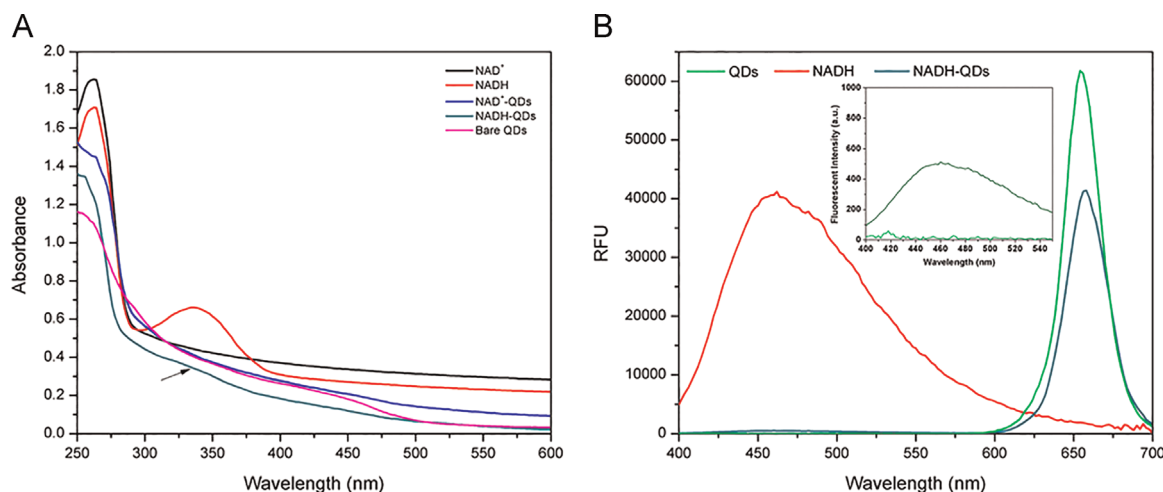 A
2.0
1.8
1.6
1.4
1.2
1.0
0.8
0.6
0.4
0.2
0.0
Absorbance
250 300 350 400 450 500 550 600
Wavelength (nm)
NAD⁺
NADH
NAD⁺-QDs
NADH-QDs
Bare QDs
B
QDs NADH NADH-QDs
60000
50000
40000
30000
20000
10000
0
RFU
400 450 500 550 600 650 700
Wavelength (nm)
1000
800
600
400
200
0
Fluorescent Intensity (a.u.)
400 420 440 460 480 500 520 540
Wavelength (nm)